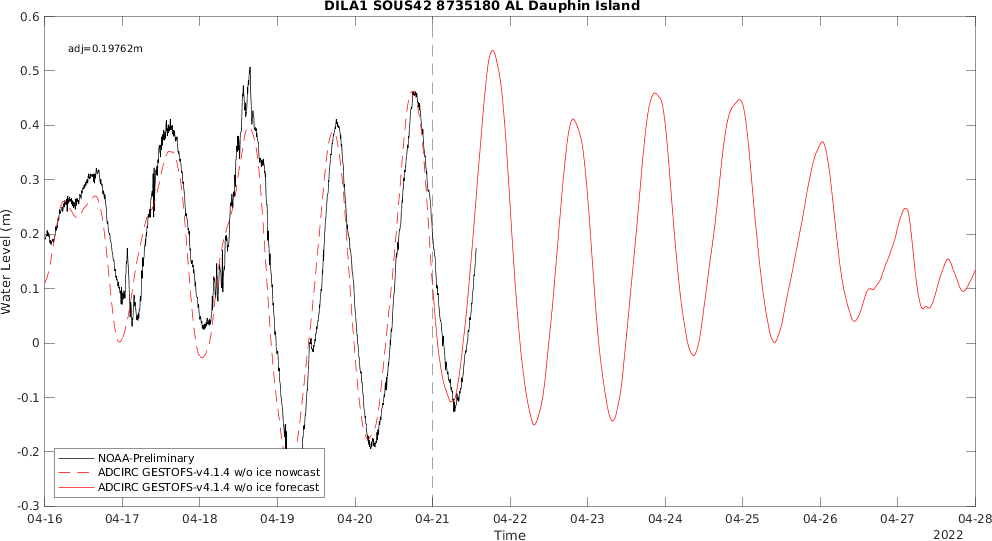 DILA1 SOUS42 8735180 AL Dauphin Island
adj=0.19762m
0.6
0.5
0.4
0.3
0.2
0.1
0
-0.1
-0.2
-0.3
Water Level (m)
NOAA-Preliminary
ADCIRC GESTOFS-v4.1.4 w/o ice nowcast
ADCIRC GESTOFS-v4.1.4 w/o ice forecast
04-16 04-17 04-18 04-19 04-20 04-21 04-22 04-23 04-24 04-25 04-26 04-27 04-28
Time
2022